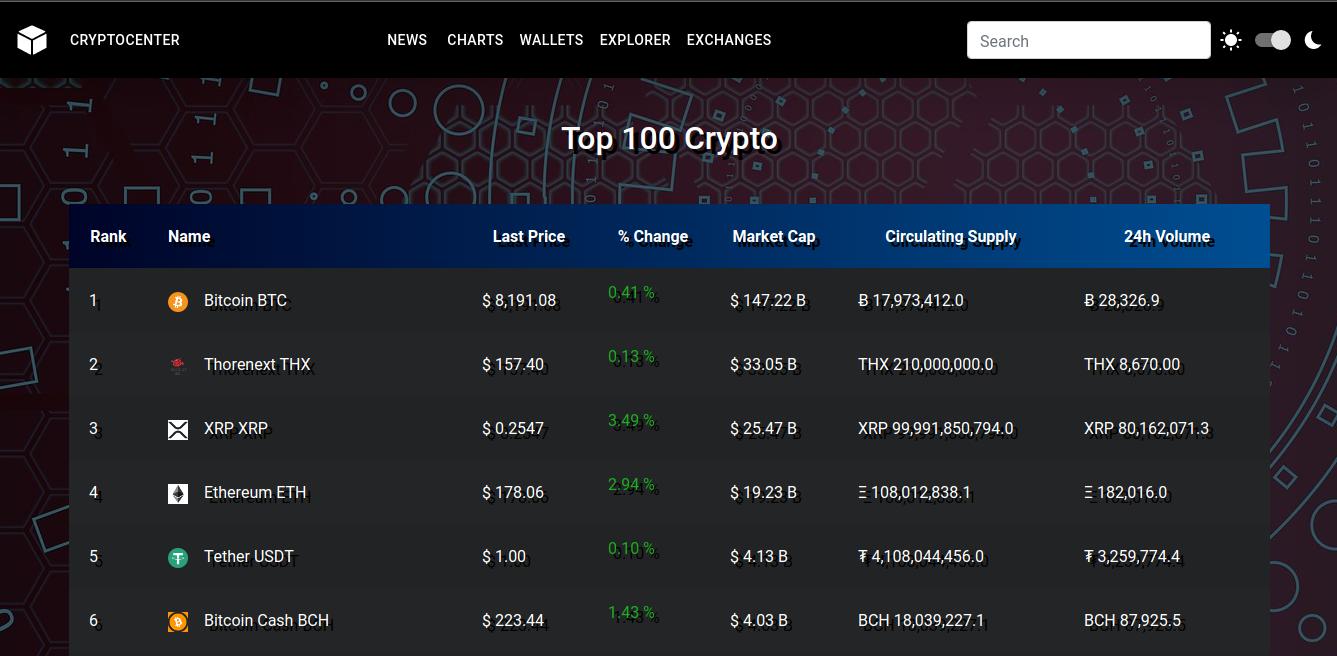 CRYPTOCENTER NEWS CHARTS WALLETS EXPLORER EXCHANGES Search
Top 100 Crypto
Rank Name Last Price % Change Market Cap Circulating Supply 24h Volume
1 Bitcoin BTC $ 8,191.08 0.41 % $ 147.22 B Ƀ 17,973,412.0 Ƀ 28,326.9
2 Thorenext THX $ 157.40 0.13 % $ 33.05 B THX 210,000,000.0 THX 8,670.00
3 XRP XRP $ 0.2547 3.49 % $ 25.47 B XRP 99,991,850,794.0 XRP 80,162,071.3
4 Ethereum ETH $ 178.06 2.94 % $ 19.23 B Ξ 108,012,838.1 Ξ 182,016.0
5 Tether USDT $ 1.00 0.10 % $ 4.13 B ₮ 4,108,044,456.0 ₮ 3,259,774.4
6 Bitcoin Cash BCH $ 223.44 1.43 % $ 4.03 B BCH 18,039,227.1 BCH 87,925.5